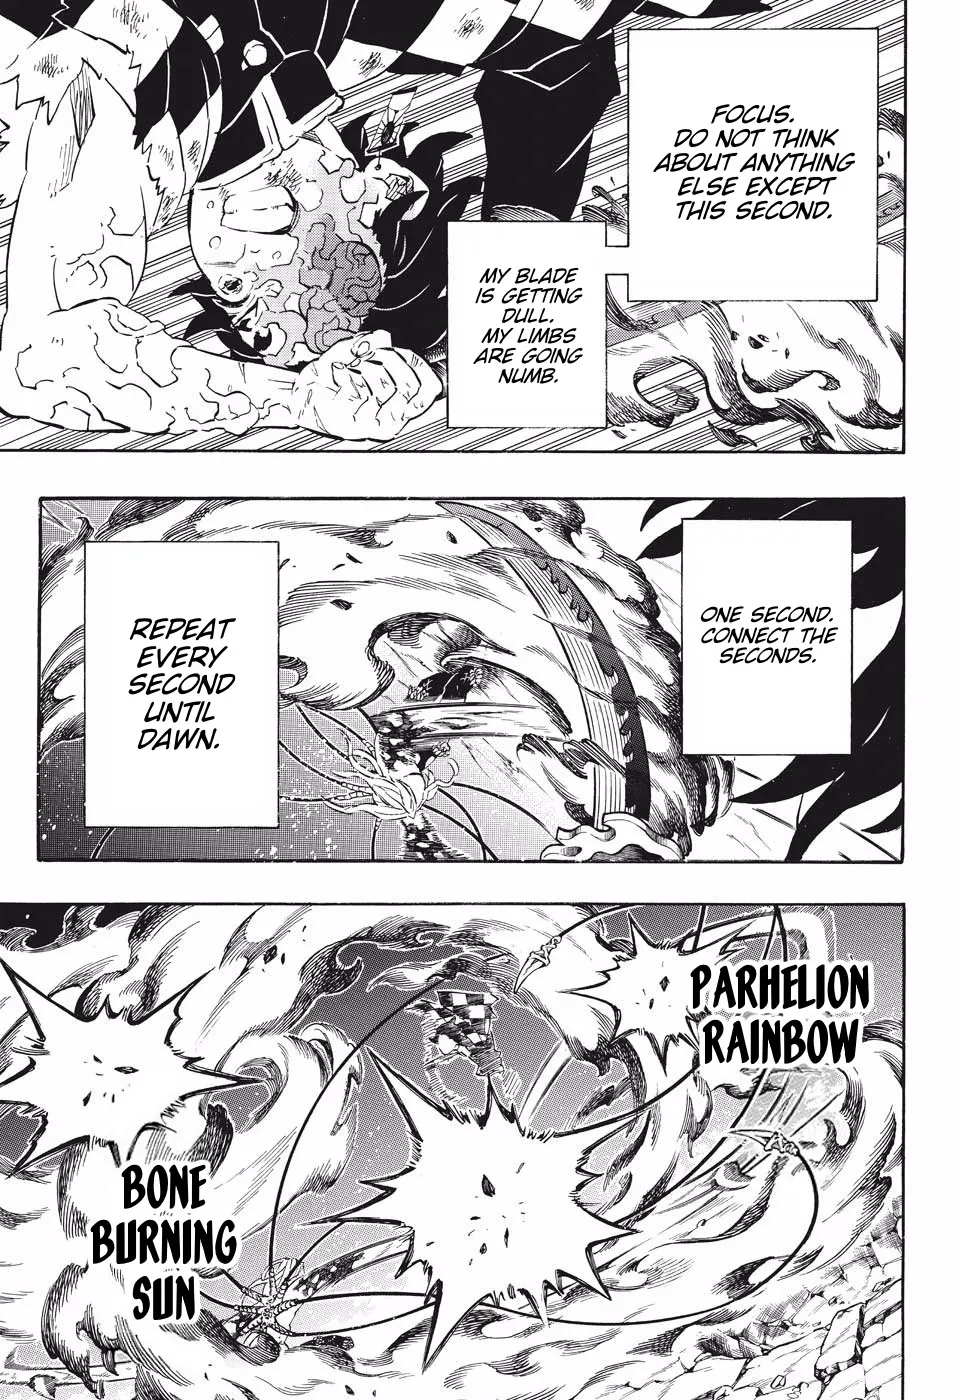 FOCUS.
DO NOT THINK
ABOUT ANYTHING
ELSE EXCEPT
THIS SECOND.
MY BLADE
IS GETTING
DULL.
MY LIMBS
ARE GOING
NUMB.
ONE SECOND.
CONNECT THE
SECONDS.
REPEAT
EVERY
SECOND
UNTIL
DAWN.
PARHELION
RAINBOW
BONE
BURNING
SUN